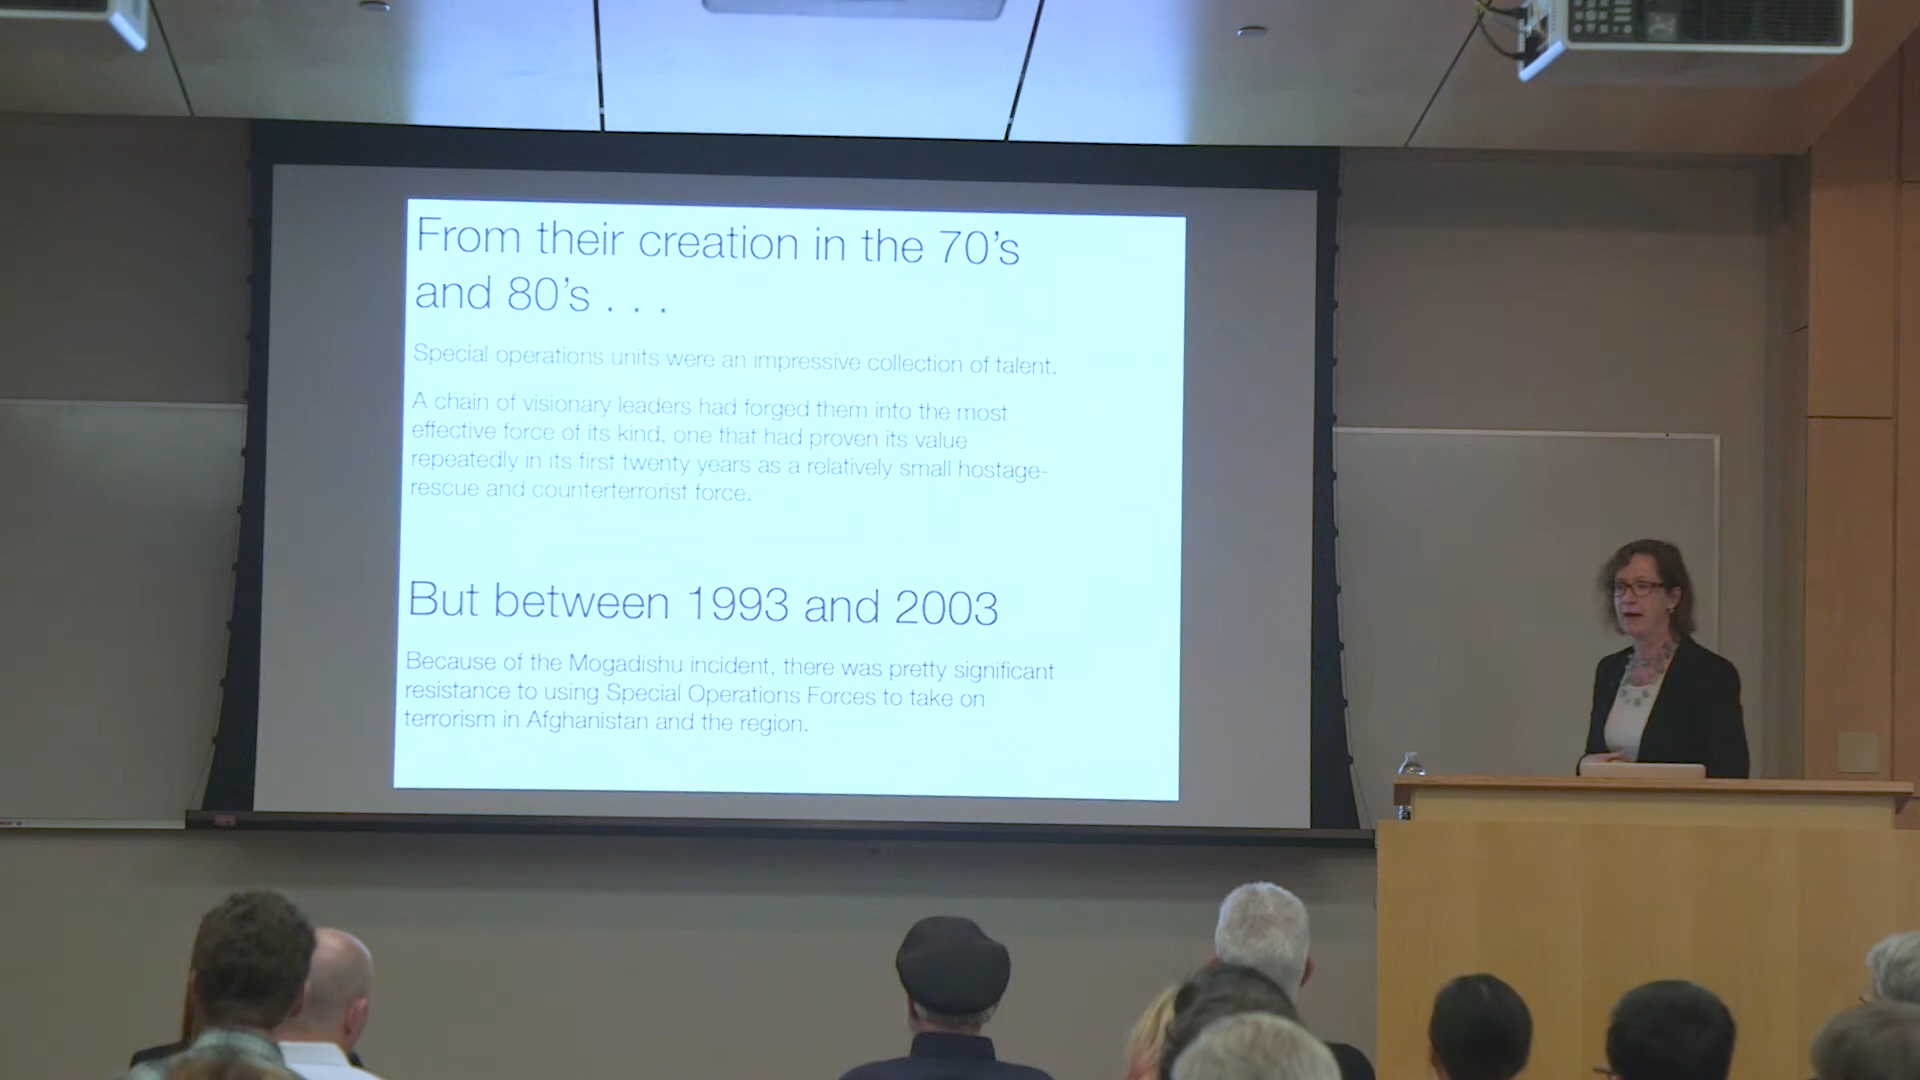 From their creation in the 70's
and 80's . . .
Special operations units were an impressive collection of talent.
A chain of visionary leaders had forged them into the most
effective force of its kind, one that had proven its value
repeatedly in its first twenty years as a relatively small hostage-
rescue and counterterrorist force.
But between 1993 and 2003
Because of the Mogadishu incident, there was pretty significant
resistance to using Special Operations Forces to take on
terrorism in Afghanistan and the region.